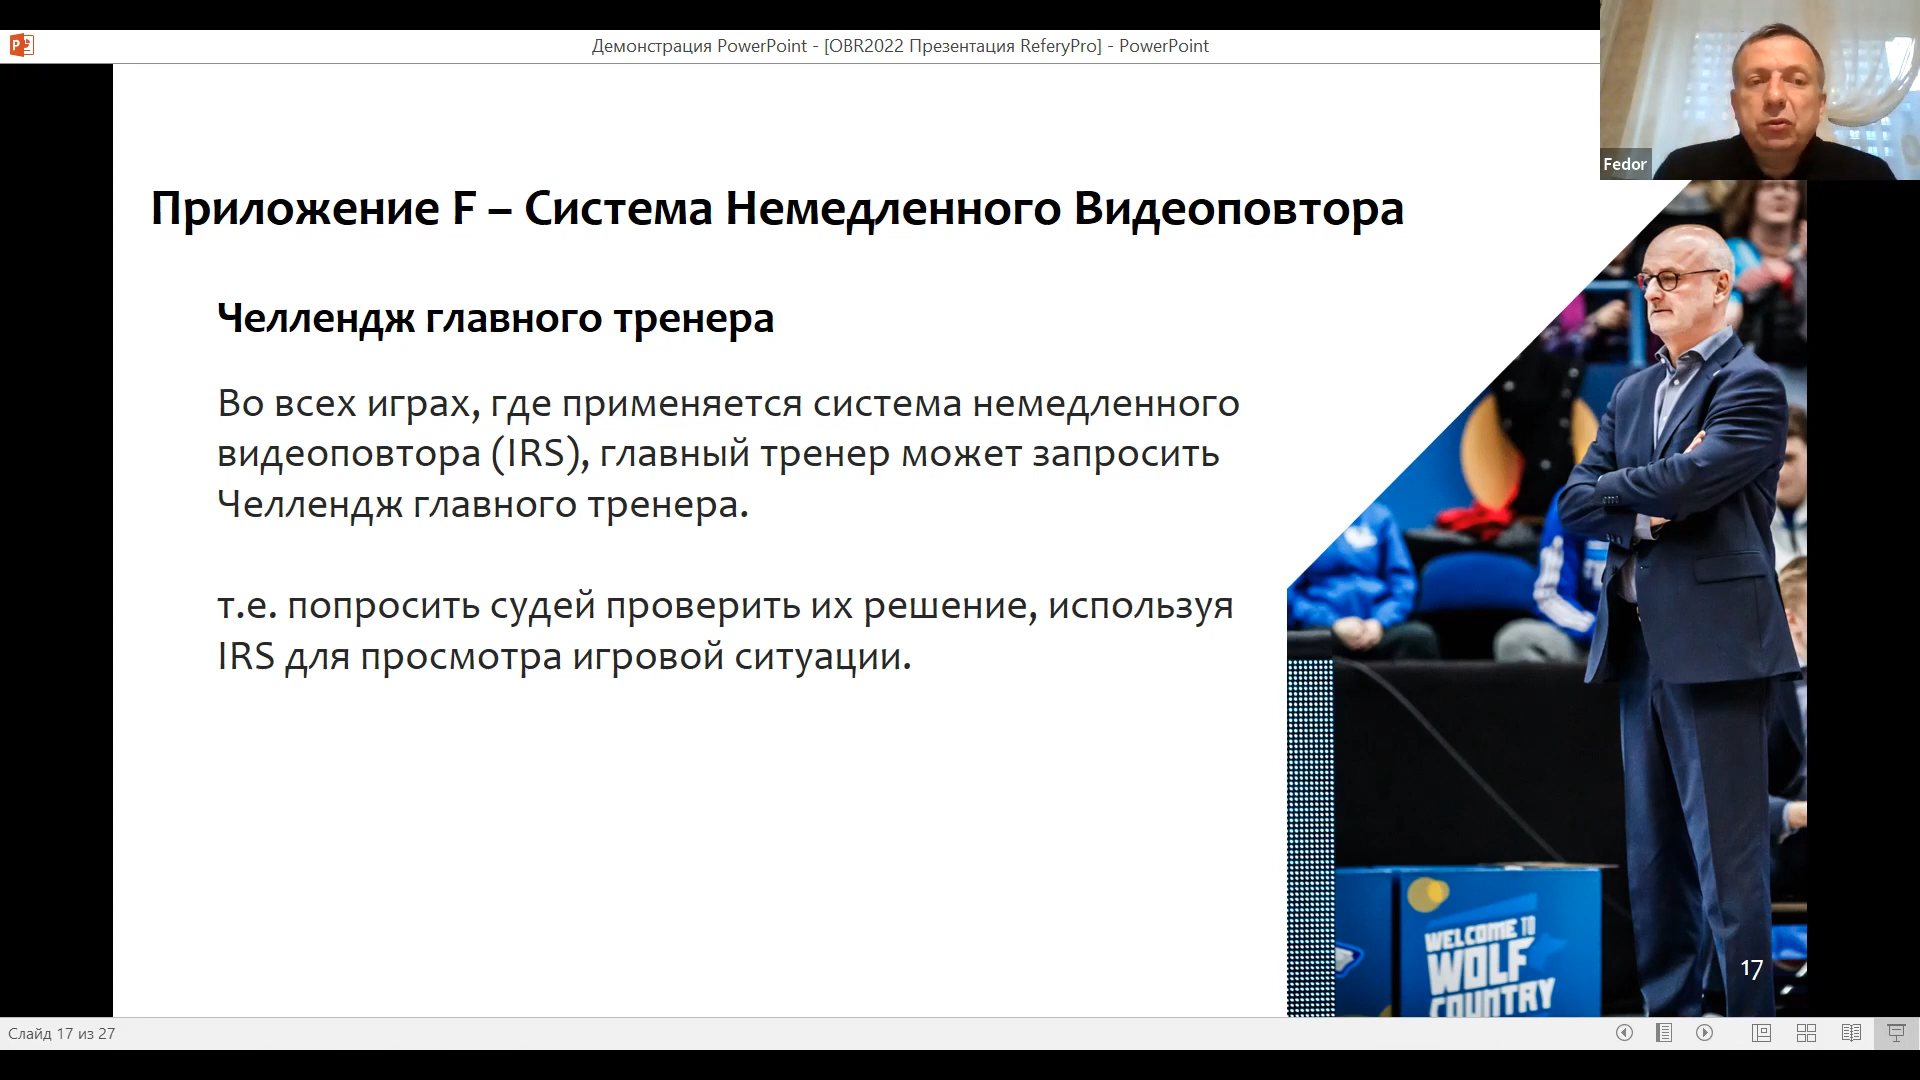 Демонстрация PowerPoint - [OBR2022 Презентация ReferyPro] - PowerPoint
Fedor
Приложение F – Система Немедленного Видеоповтора
Челлендж главного тренера
Во всех играх, где применяется система немедленного
видеоповтора (IRS), главный тренер может запросить
Челлендж главного тренера.
т.е. попросить судей проверить их решение, используя
IRS для просмотра игровой ситуации.
WELCOME TO
WOLF
COUNTRY
17
Слайд 17 из 27